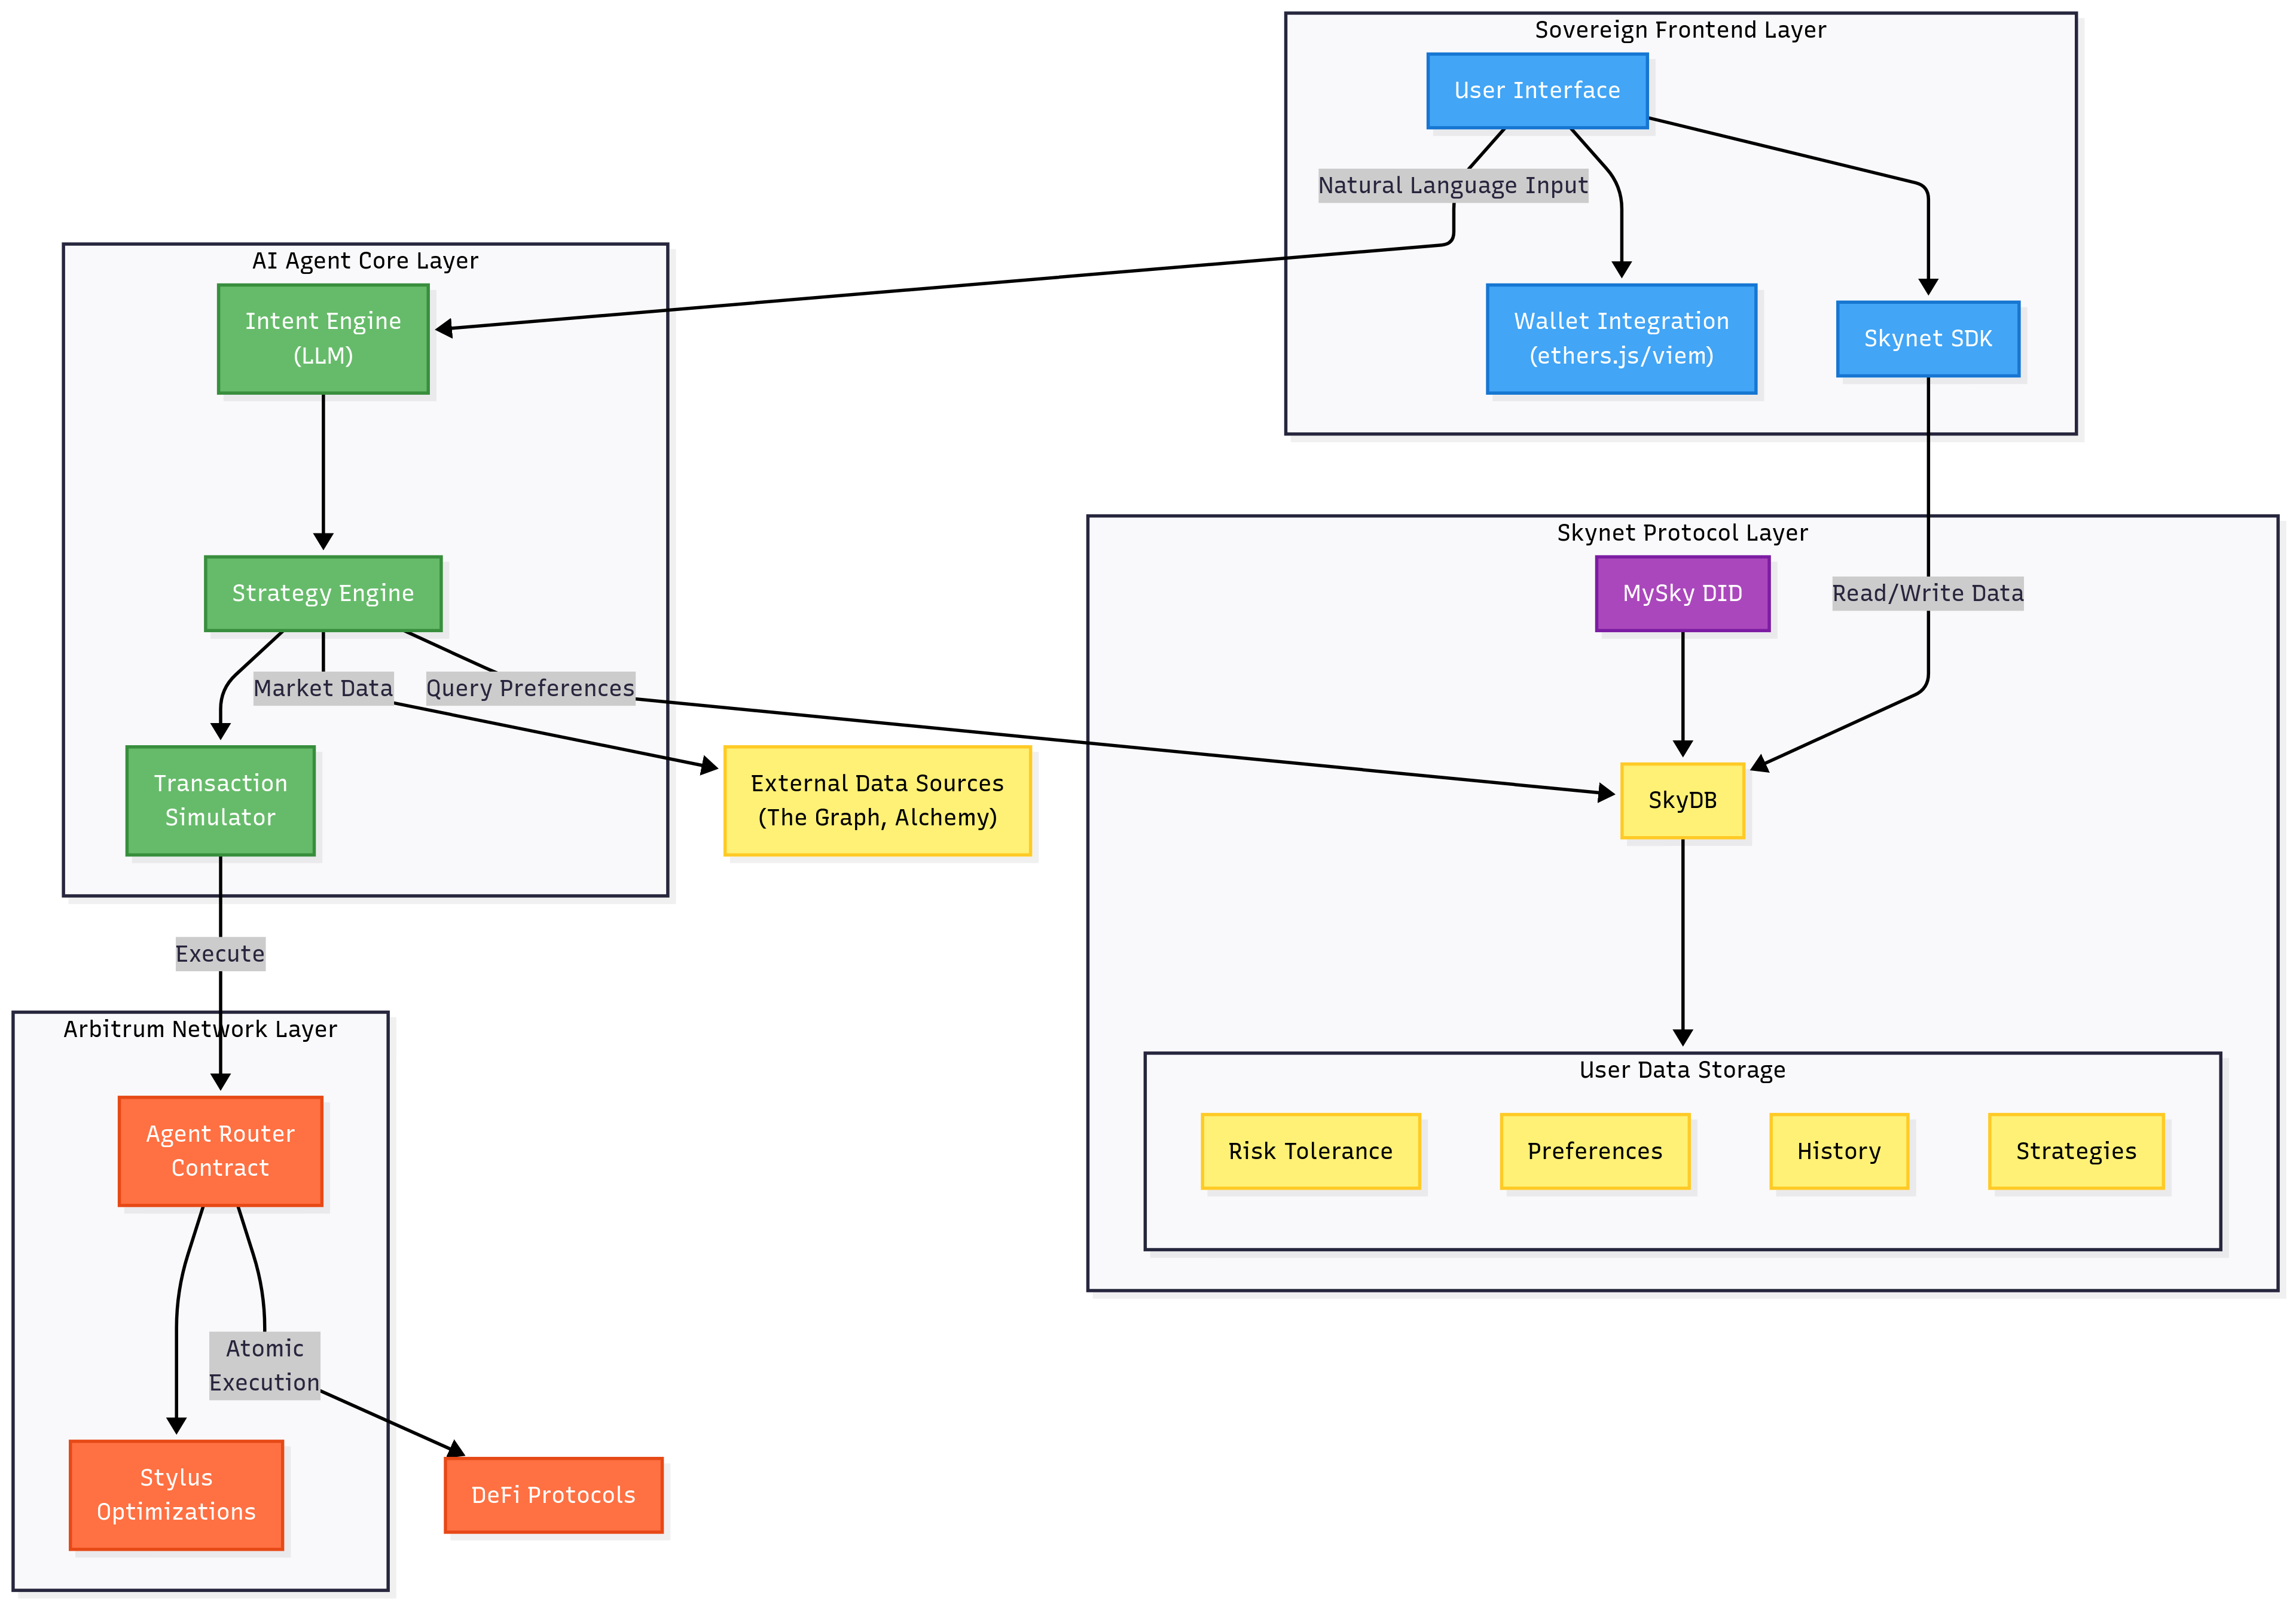 Sovereign Frontend Layer
User Interface
Natural Language Input
Wallet Integration
(ethers.js/viem)
Skynet SDK
AI Agent Core Layer
Intent Engine
(LLM)
Strategy Engine
Market Data
Query Preferences
Transaction
Simulator
External Data Sources
(The Graph, Alchemy)
Skynet Protocol Layer
MySky DID
Read/Write Data
SkyDB
User Data Storage
Risk Tolerance
Preferences
History
Strategies
Execute
Arbitrum Network Layer
Agent Router
Contract
Atomic
Execution
Stylus
Optimizations
DeFi Protocols